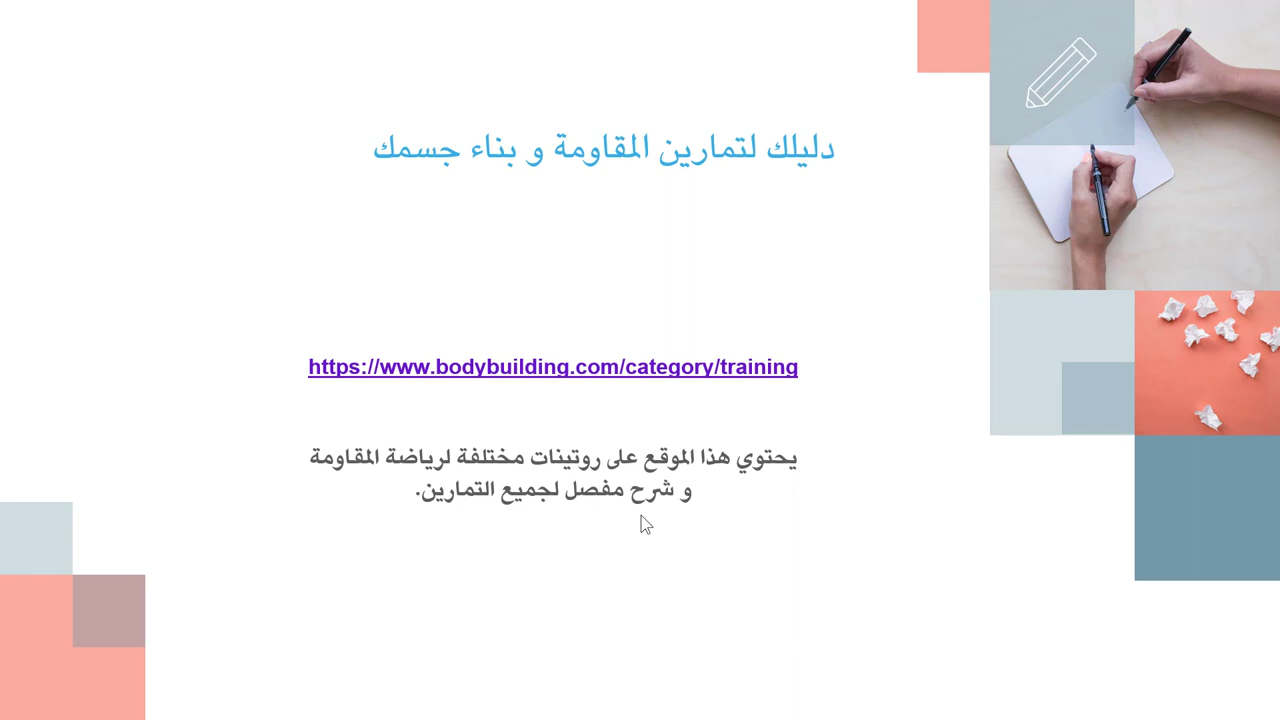 دليلك لتمارين المقاومة و بناء جسمك
https://www.bodybuilding.com/category/training
يحتوي هذا الموقع على روتينات مختلفة لرياضة المقاومة
و شرح مفصل لجميع التمارين.